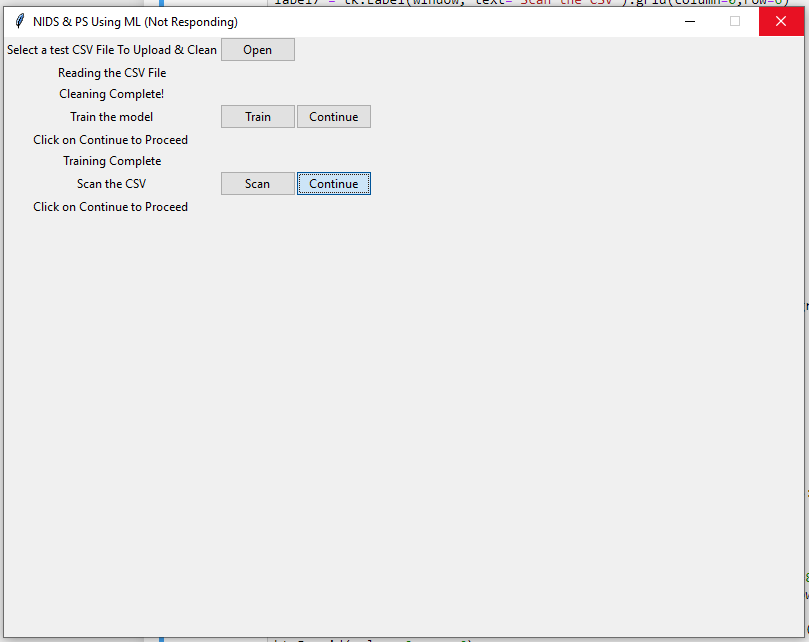 label7 = tk.Label(window, text="Scan the CSV").grid(column=0,row=6)
NIDS & PS Using ML (Not Responding)
Select a test CSV File To Upload & Clean Open
Reading the CSV File
Cleaning Complete!
Train the model Train Continue
Click on Continue to Proceed
Training Complete
Scan the CSV Scan Continue
Click on Continue to Proceed